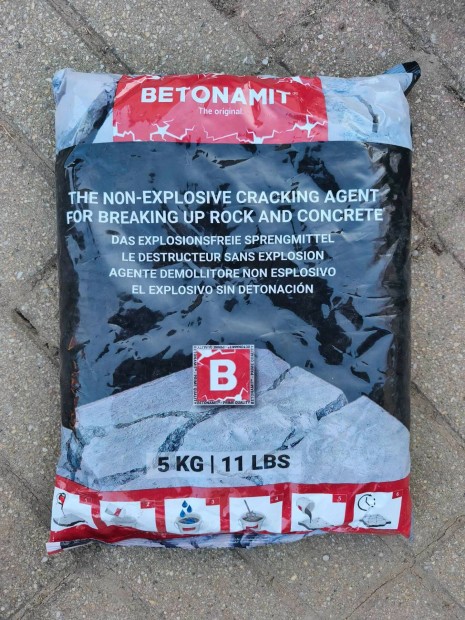 BETONAMIT
The original
THE NON-EXPLOSIVE CRACKING AGENT
FOR BREAKING UP ROCK AND CONCRETE
DAS EXPLOSIONSFREIE SPRENGMITTEL
LE DESTRUCTEUR SANS EXPLOSION
AGENTE DEMOLLITORE NON ESPLOSIVO
EL EXPLOSIVO SIN DETONACIÓN
B
5 KG | 11 LBS